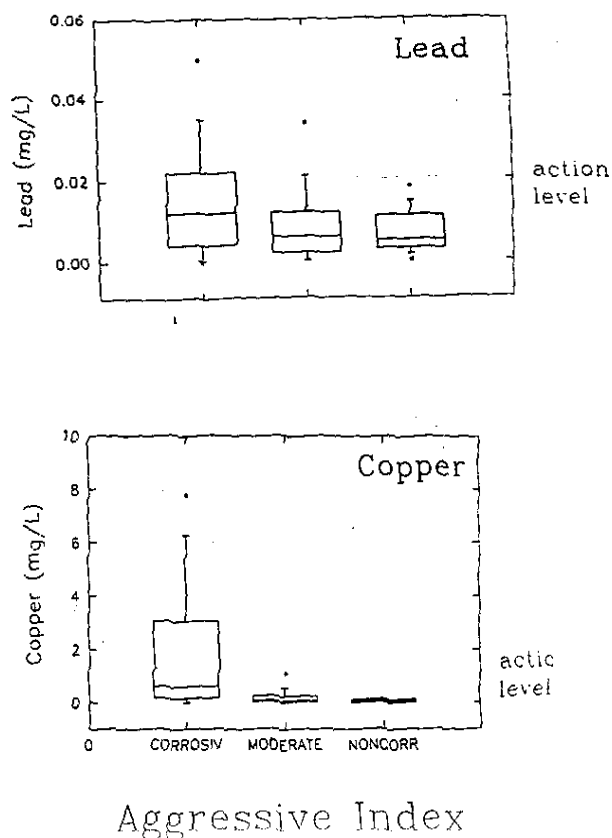 Lead
0.06
0.04
0.02
0.00
Lead (mg/L)
action
level
Copper
10
8
6
4
2
0
Copper (mg/L)
actic
level
0 CORROSIV MODERATE NONCORR
Aggressive Index